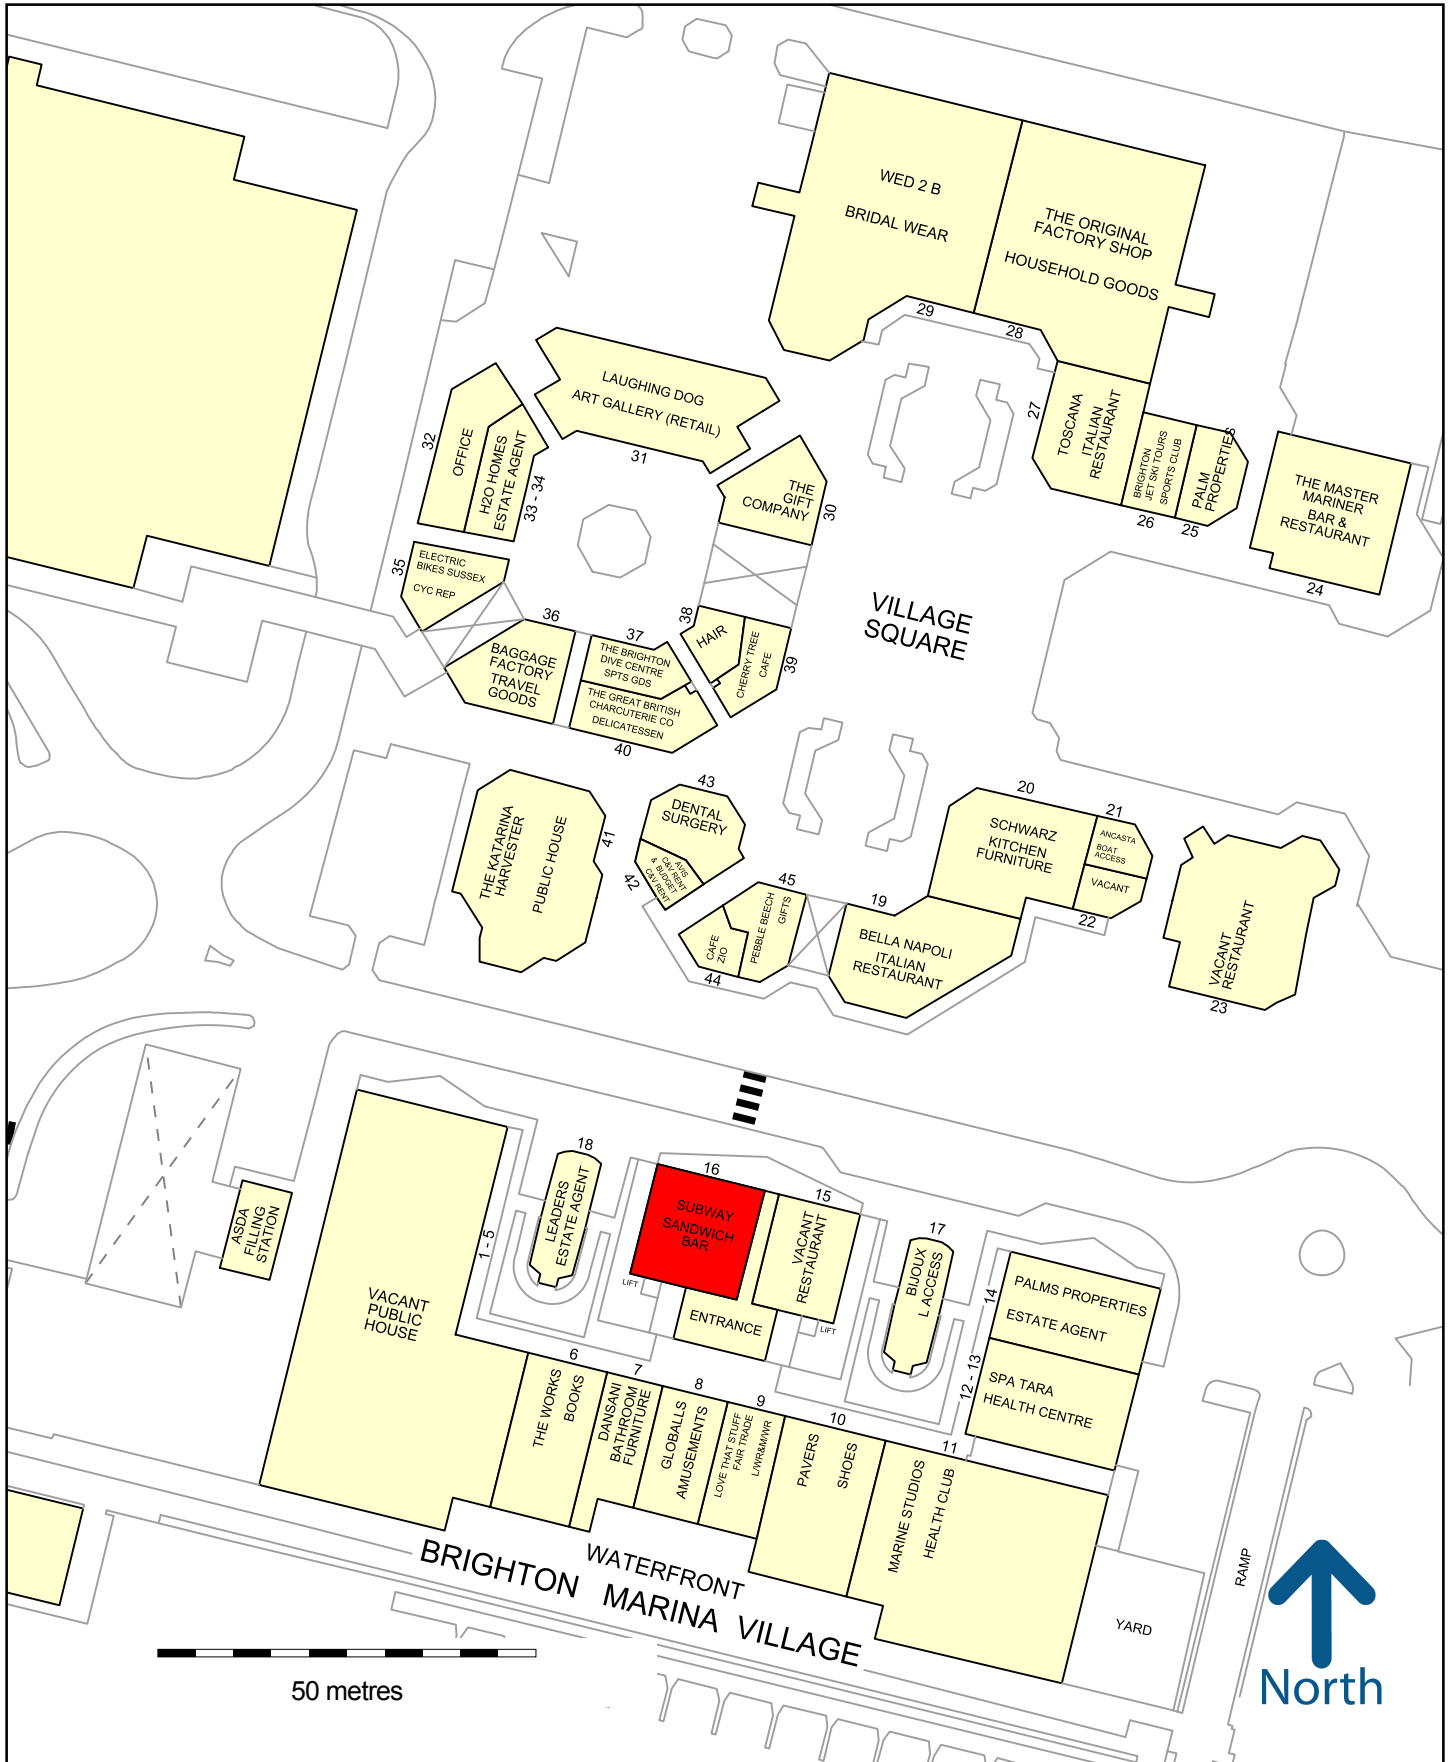 WED 2 B
BRIDAL WEAR
THE ORIGINAL
FACTORY SHOP
HOUSEHOLD GOODS
29
28
LAUGHING DOG
ART GALLERY (RETAIL)
31
32
OFFICE
H2O HOMES
ESTATE AGENT
33 - 34
THE
GIFT
COMPANY
30
27
TOSCANA
ITALIAN
RESTAURANT
BRIGHTON
JET SKI TOURS
SPORTS CLUB
26
PALM
PROPERTIES
25
THE MASTER
MARINER
BAR &
RESTAURANT
24
35
ELECTRIC
BIKES SUSSEX
CYC REP
36
BAGGAGE
FACTORY
TRAVEL
GOODS
37
THE BRIGHTON
DIVE CENTRE
SPTS GDS
38
HAIR
CHERRY TREE
CAFE
39
THE GREAT BRITISH
CHARCUTERIE CO
DELICATESSEN
40
VILLAGE
SQUARE
THE KATARINA
HARVESTER
PUBLIC HOUSE
41
43
DENTAL
SURGERY
AVIS
C&V RENT
& BUDGET
C&V RENT
42
45
PEBBLE BEECH
GIFTS
CAFE
ZIO
44
19
BELLA NAPOLI
ITALIAN
RESTAURANT
20
SCHWARZ
KITCHEN
FURNITURE
21
ANCASTA
BOAT
ACCESS
VACANT
22
VACANT
RESTAURANT
23
ASDA
FILLING
STATION
VACANT
PUBLIC
HOUSE
1 - 5
18
LEADERS
ESTATE AGENT
16
SUBWAY
SANDWICH
BAR
LIFT
ENTRANCE
15
VACANT
RESTAURANT
LIFT
17
BIJOUX
L ACCESS
14
PALMS PROPERTIES
ESTATE AGENT
12 - 13
SPA TARA
HEALTH CENTRE
6
THE WORKS
BOOKS
7
DANSANI
BATHROOM
FURNITURE
8
GLOBALLS
AMUSEMENTS
9
LOVE THAT STUFF
FAIR TRADE
L/WR&M/WR
10
PAVERS
SHOES
11
MARINE STUDIOS
HEALTH CLUB
WATERFRONT
BRIGHTON MARINA VILLAGE
YARD
RAMP
50 metres
North